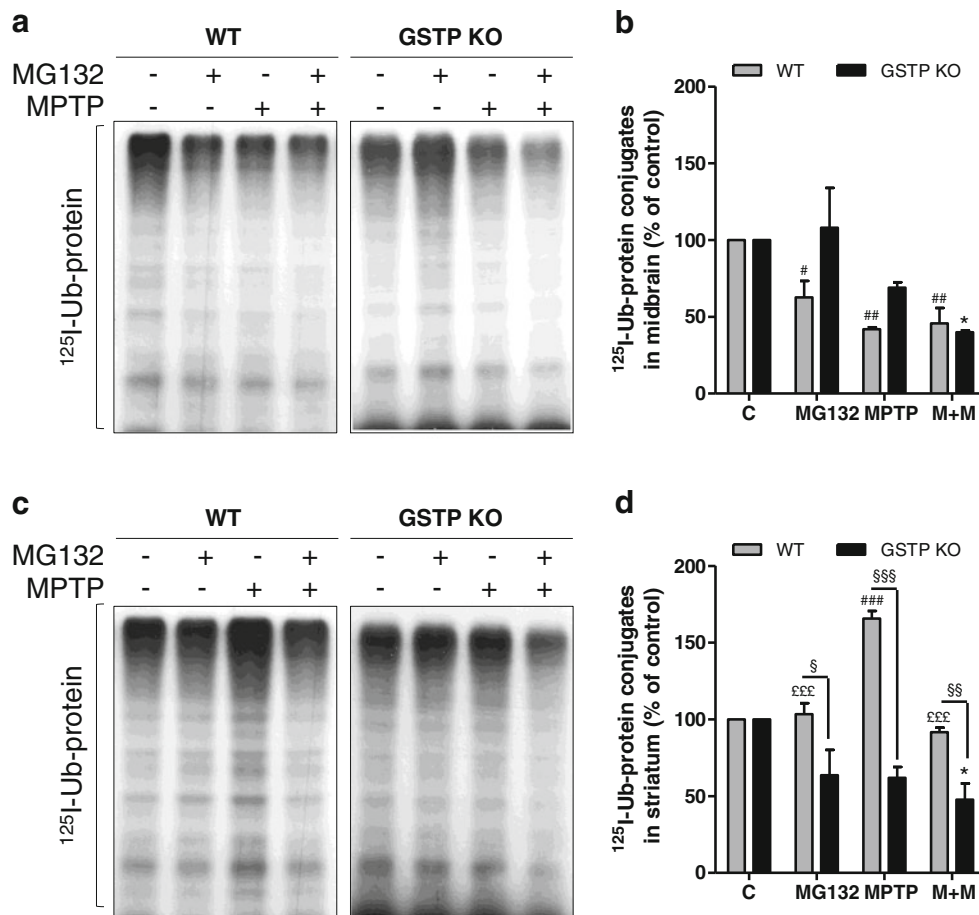 a
WT GSTP KO
MG132 - + - + - + - +
MPTP - - + + - - + +
¹²⁵I-Ub-protein
b
WT GSTP KO
¹²⁵I-Ub-protein conjugates
in midbrain (% of control)
200
150
100
50
0
# ## ## *
C MG132 MPTP M+M
c
WT GSTP KO
MG132 - + - + - + - +
MPTP - - + + - - + +
¹²⁵I-Ub-protein
d
WT GSTP KO
¹²⁵I-Ub-protein conjugates
in striatum (% of control)
200
150
100
50
0
§§§
###
§
£££
§§
£££
*
C MG132 MPTP M+M